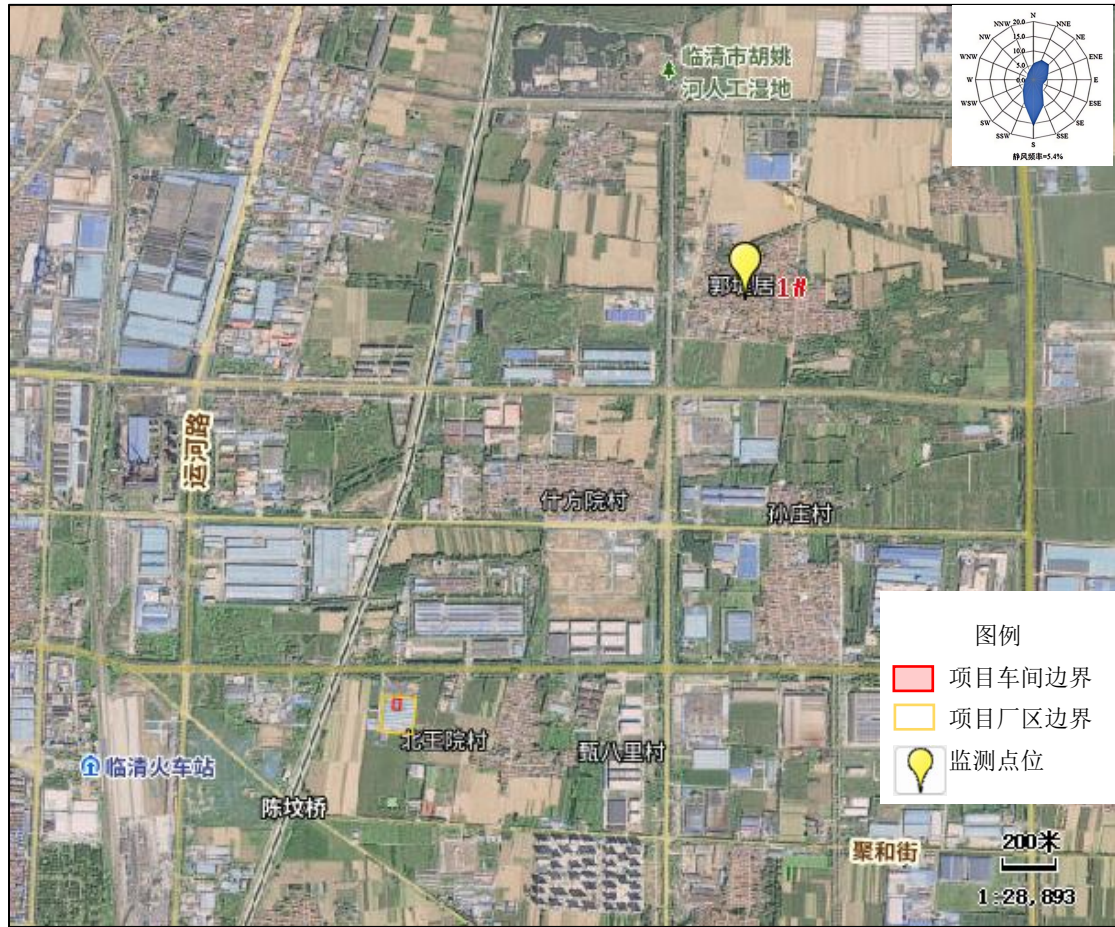 临清市胡姚
河人工湿地
N
NNE
NE
ENE
E
ESE
SE
SSE
S
SSW
SW
WSW
W
WNW
NW
NNW
20.0
15.0
10.0
5.0
0.0
静风频率=5.4%
1#
运河路
什方院村
孙庄村
图例
项目车间边界
项目厂区边界
监测点位
北王院村
甄八里村
临清火车站
陈坟桥
聚和街
200米
1:28,893